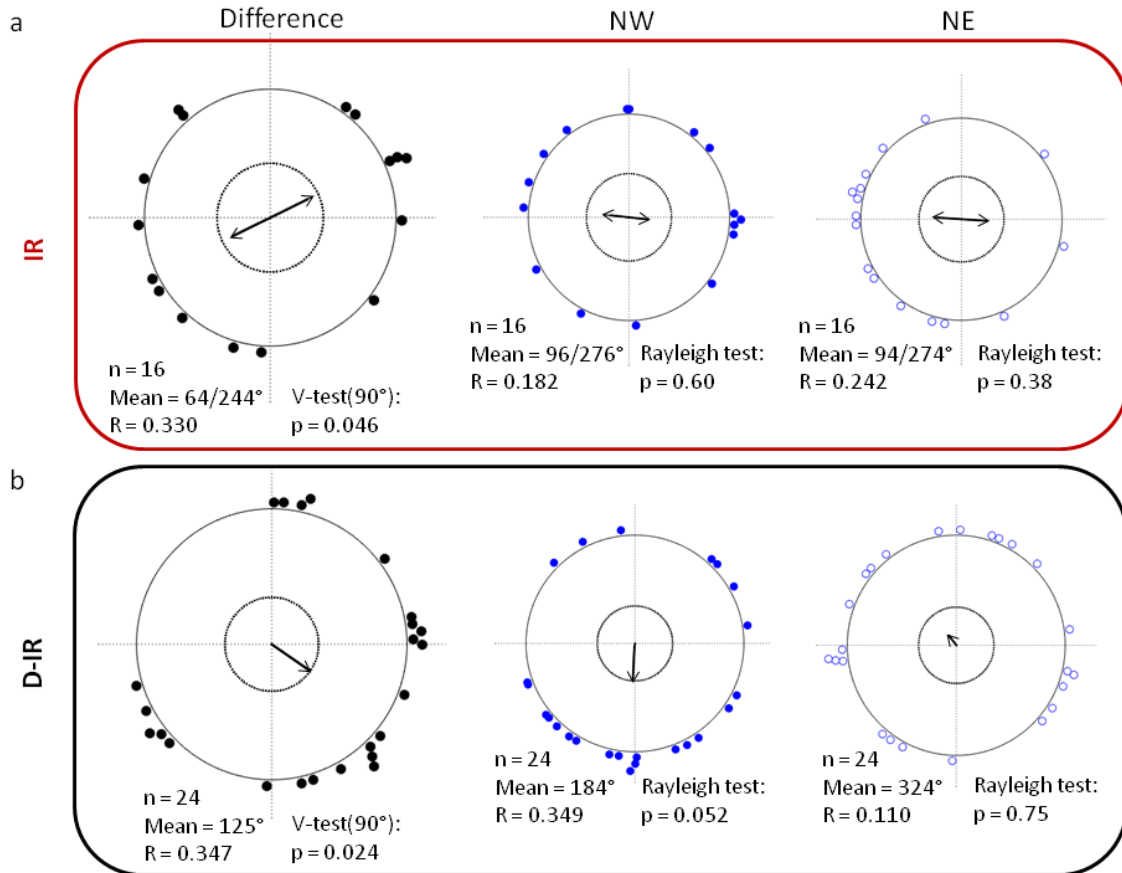 a
Difference
NW
NE
IR
n = 16
Mean = 64/244°
R = 0.330
V-test(90°):
p = 0.046
n = 16
Mean = 96/276°
R = 0.182
Rayleigh test:
p = 0.60
n = 16
Mean = 94/274°
R = 0.242
Rayleigh test:
p = 0.38
b
D-IR
n = 24
Mean = 125°
R = 0.347
V-test(90°):
p = 0.024
n = 24
Mean = 184°
R = 0.349
Rayleigh test:
p = 0.052
n = 24
Mean = 324°
R = 0.110
Rayleigh test:
p = 0.75